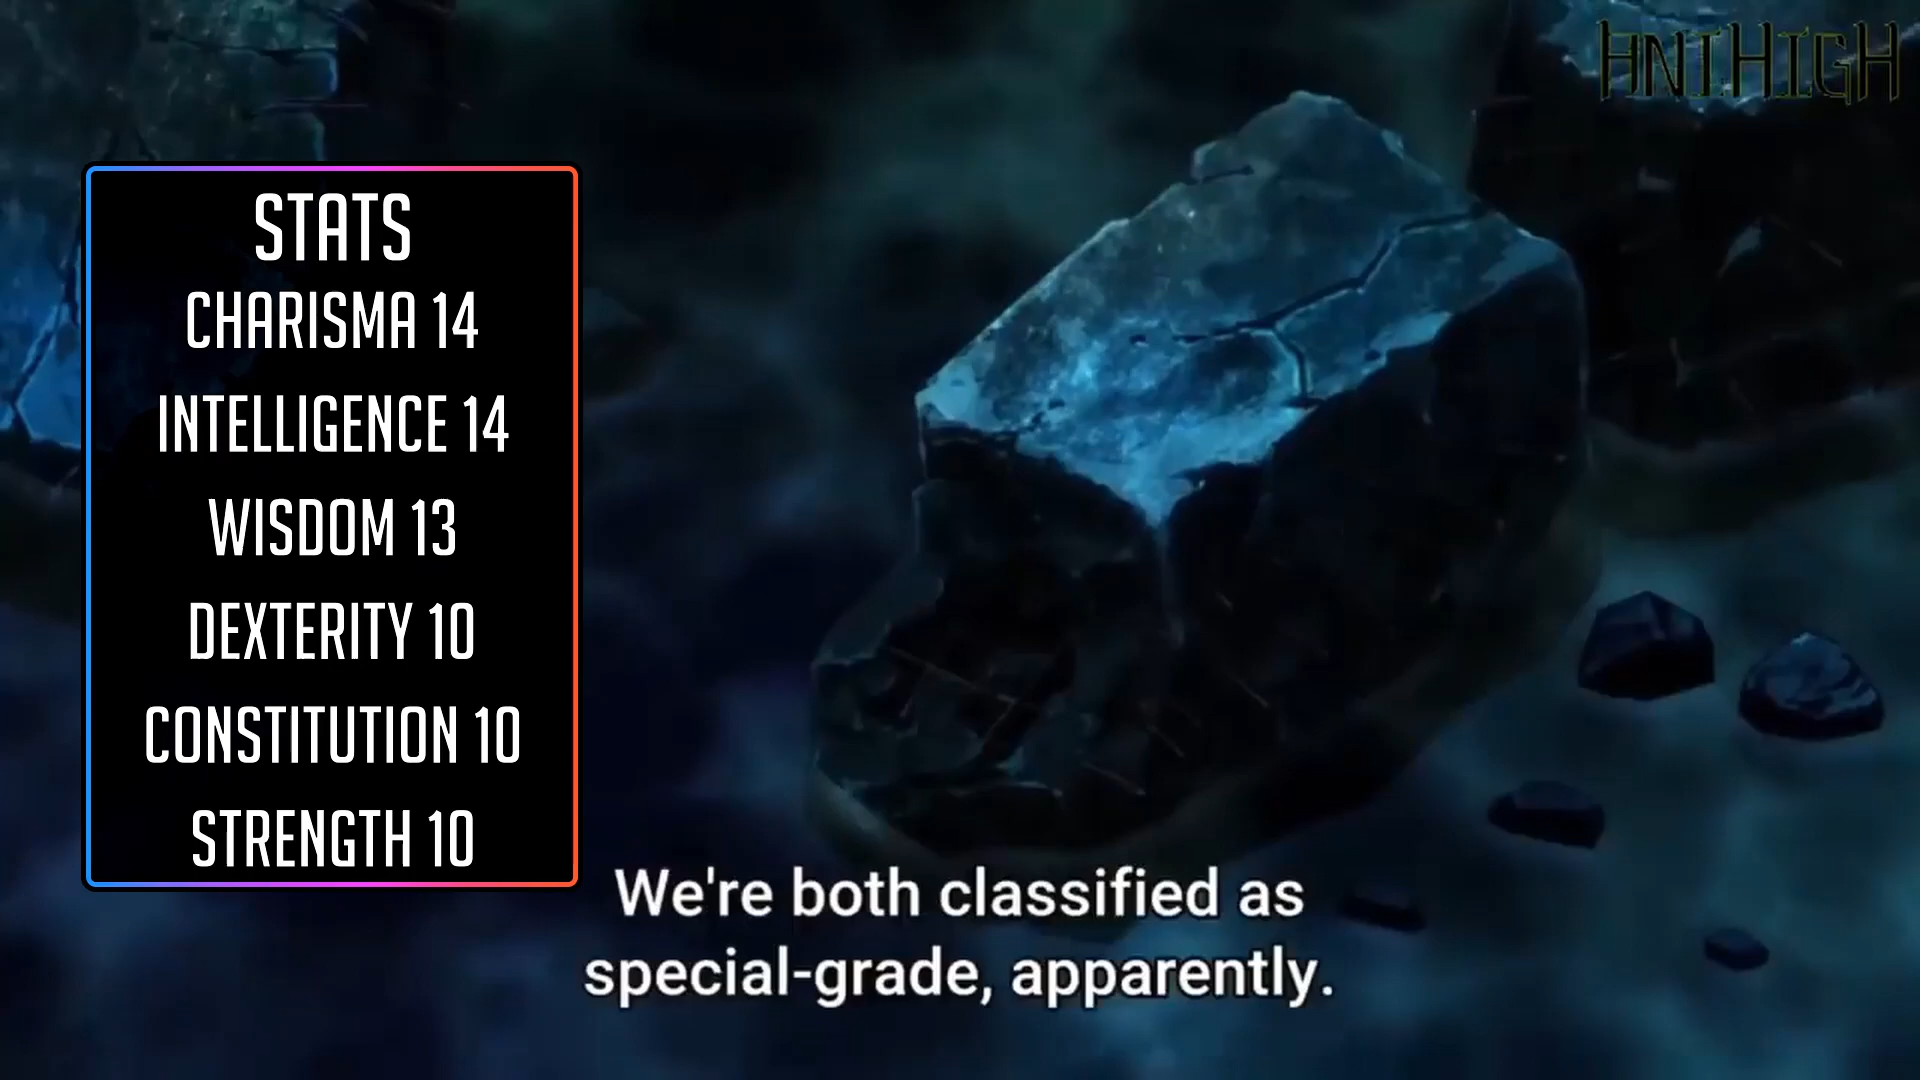 ANIHIGH
STATS
CHARISMA 14
INTELLIGENCE 14
WISDOM 13
DEXTERITY 10
CONSTITUTION 10
STRENGTH 10
We're both classified as
special-grade, apparently.